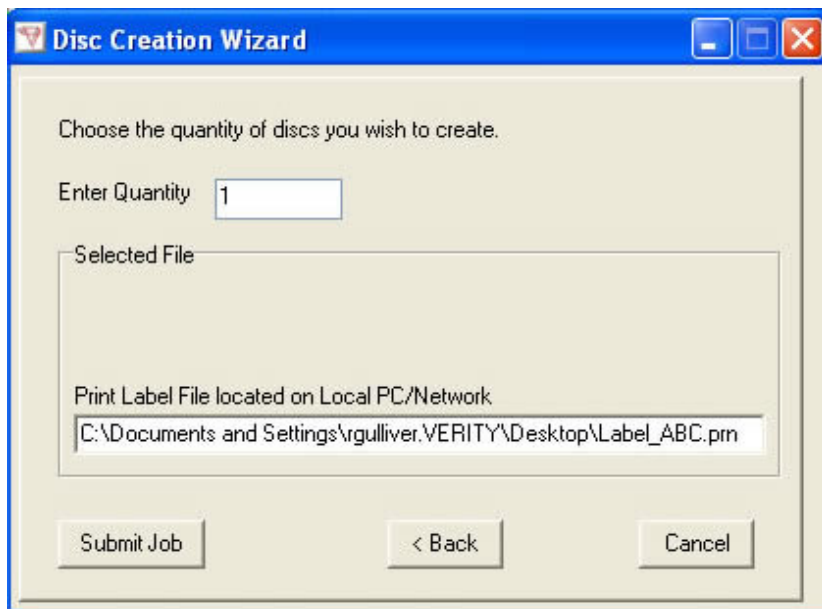 Disc Creation Wizard
Choose the quantity of discs you wish to create.
Enter Quantity 1
Selected File
Print Label File located on Local PC/Network
C:\Documents and Settings\rgulliver.VERITY\Desktop\Label_ABC.prn
Submit Job < Back Cancel